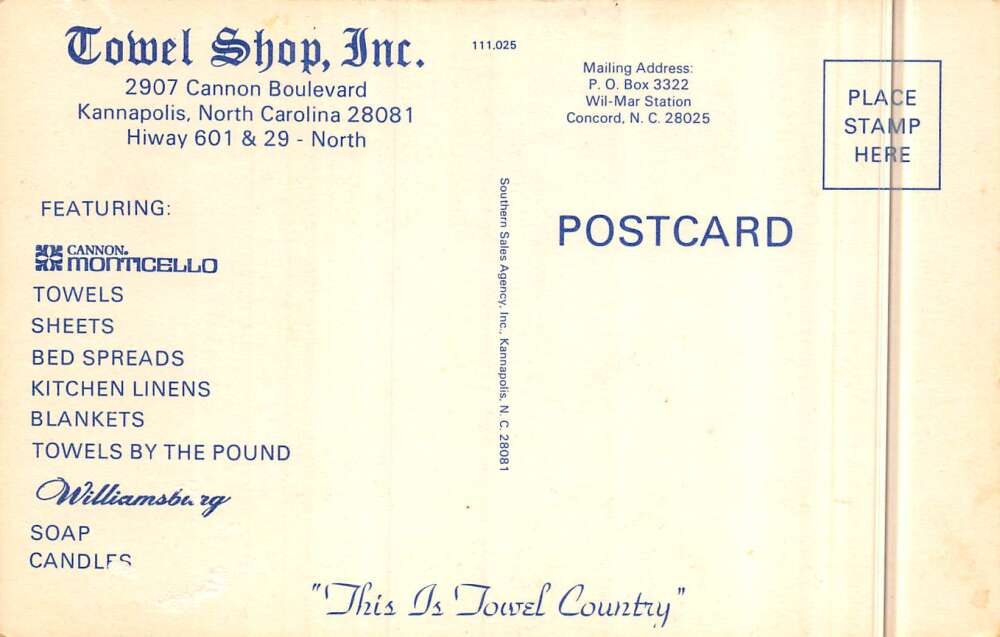 Towel Shop, Inc.
2907 Cannon Boulevard
Kannapolis, North Carolina 28081
Hiway 601 & 29 - North
FEATURING:
CANNON.
MONTICELLO
TOWELS
SHEETS
BED SPREADS
KITCHEN LINENS
BLANKETS
TOWELS BY THE POUND
Williamsburg
SOAP
CANDLES
"This Is Towel Country"
111.025
Southern Sales Agency, Inc., Kannapolis, N. C. 28081
Mailing Address:
P. O. Box 3322
Wil-Mar Station
Concord, N. C. 28025
POSTCARD
PLACE
STAMP
HERE